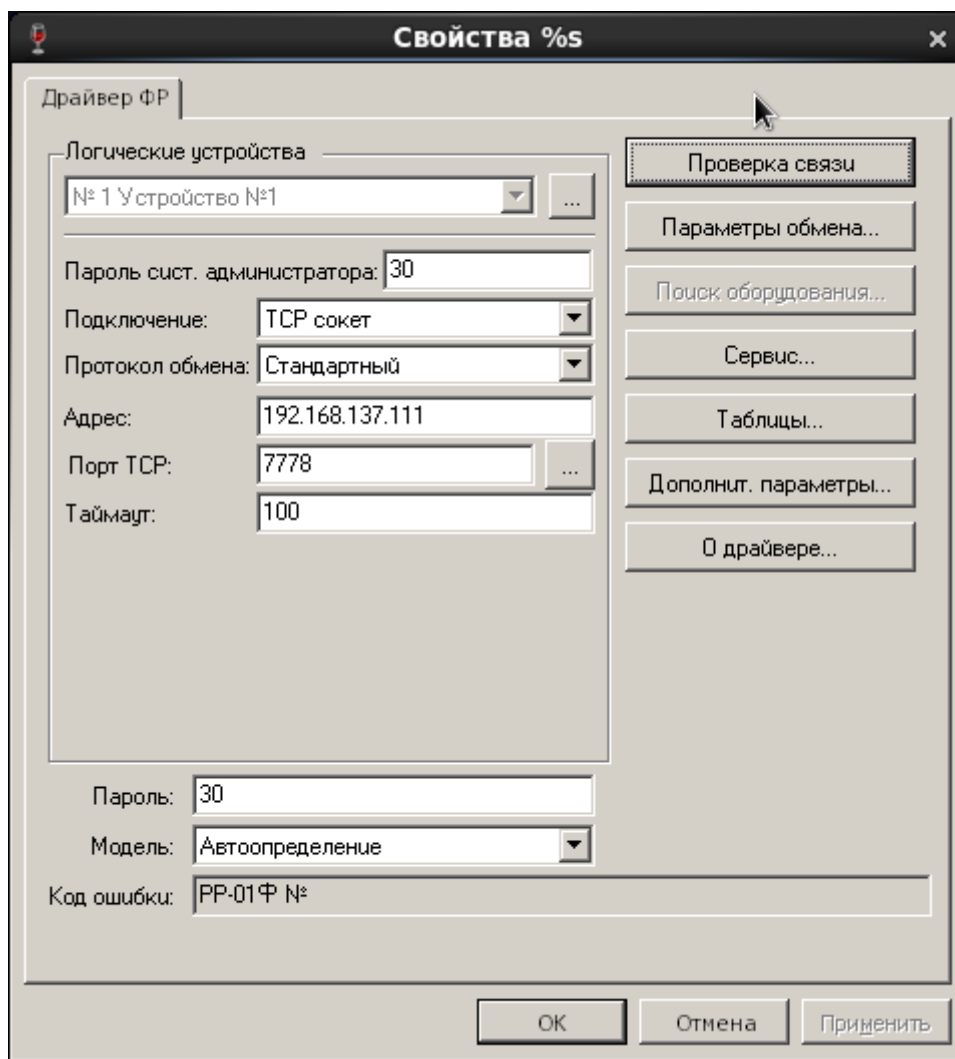 Свойства %s
Драйвер ФР
Логические устройства
№ 1 Устройство №1
...
Пароль сист. администратора: 30
Подключение: TCP сокет
Протокол обмена: Стандартный
Адрес: 192.168.137.111
Порт TCP: 7778 ...
Таймаут: 100
Проверка связи
Параметры обмена...
Поиск оборудования...
Сервис...
Таблицы...
Дополнит. параметры...
О драйвере...
Пароль: 30
Модель: Автоопределение
Код ошибки: РР-01Ф №
OK
Отмена
Применить